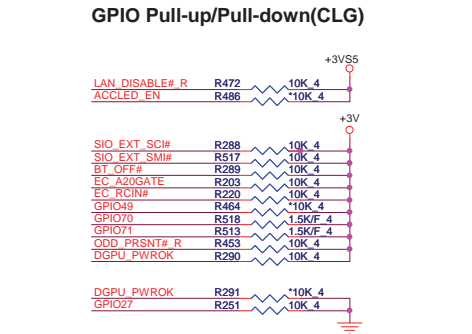 GPIO Pull-up/Pull-down(CLG)
+3VS5
LAN_DISABLE#_R R472 10K_4
ACCLED_EN R486 *10K_4
+3V
SIO_EXT_SCI# R288 10K_4
SIO_EXT_SMI# R517 10K_4
BT_OFF# R289 10K_4
EC_A20GATE R203 10K_4
EC_RCIN# R220 10K_4
GPIO49 R464 *10K_4
GPIO70 R518 1.5K/F_4
GPIO71 R513 1.5K/F_4
ODD_PRSNT#_R R453 10K_4
DGPU_PWROK R290 10K_4
DGPU_PWROK R291 *10K_4
GPIO27 R251 10K_4